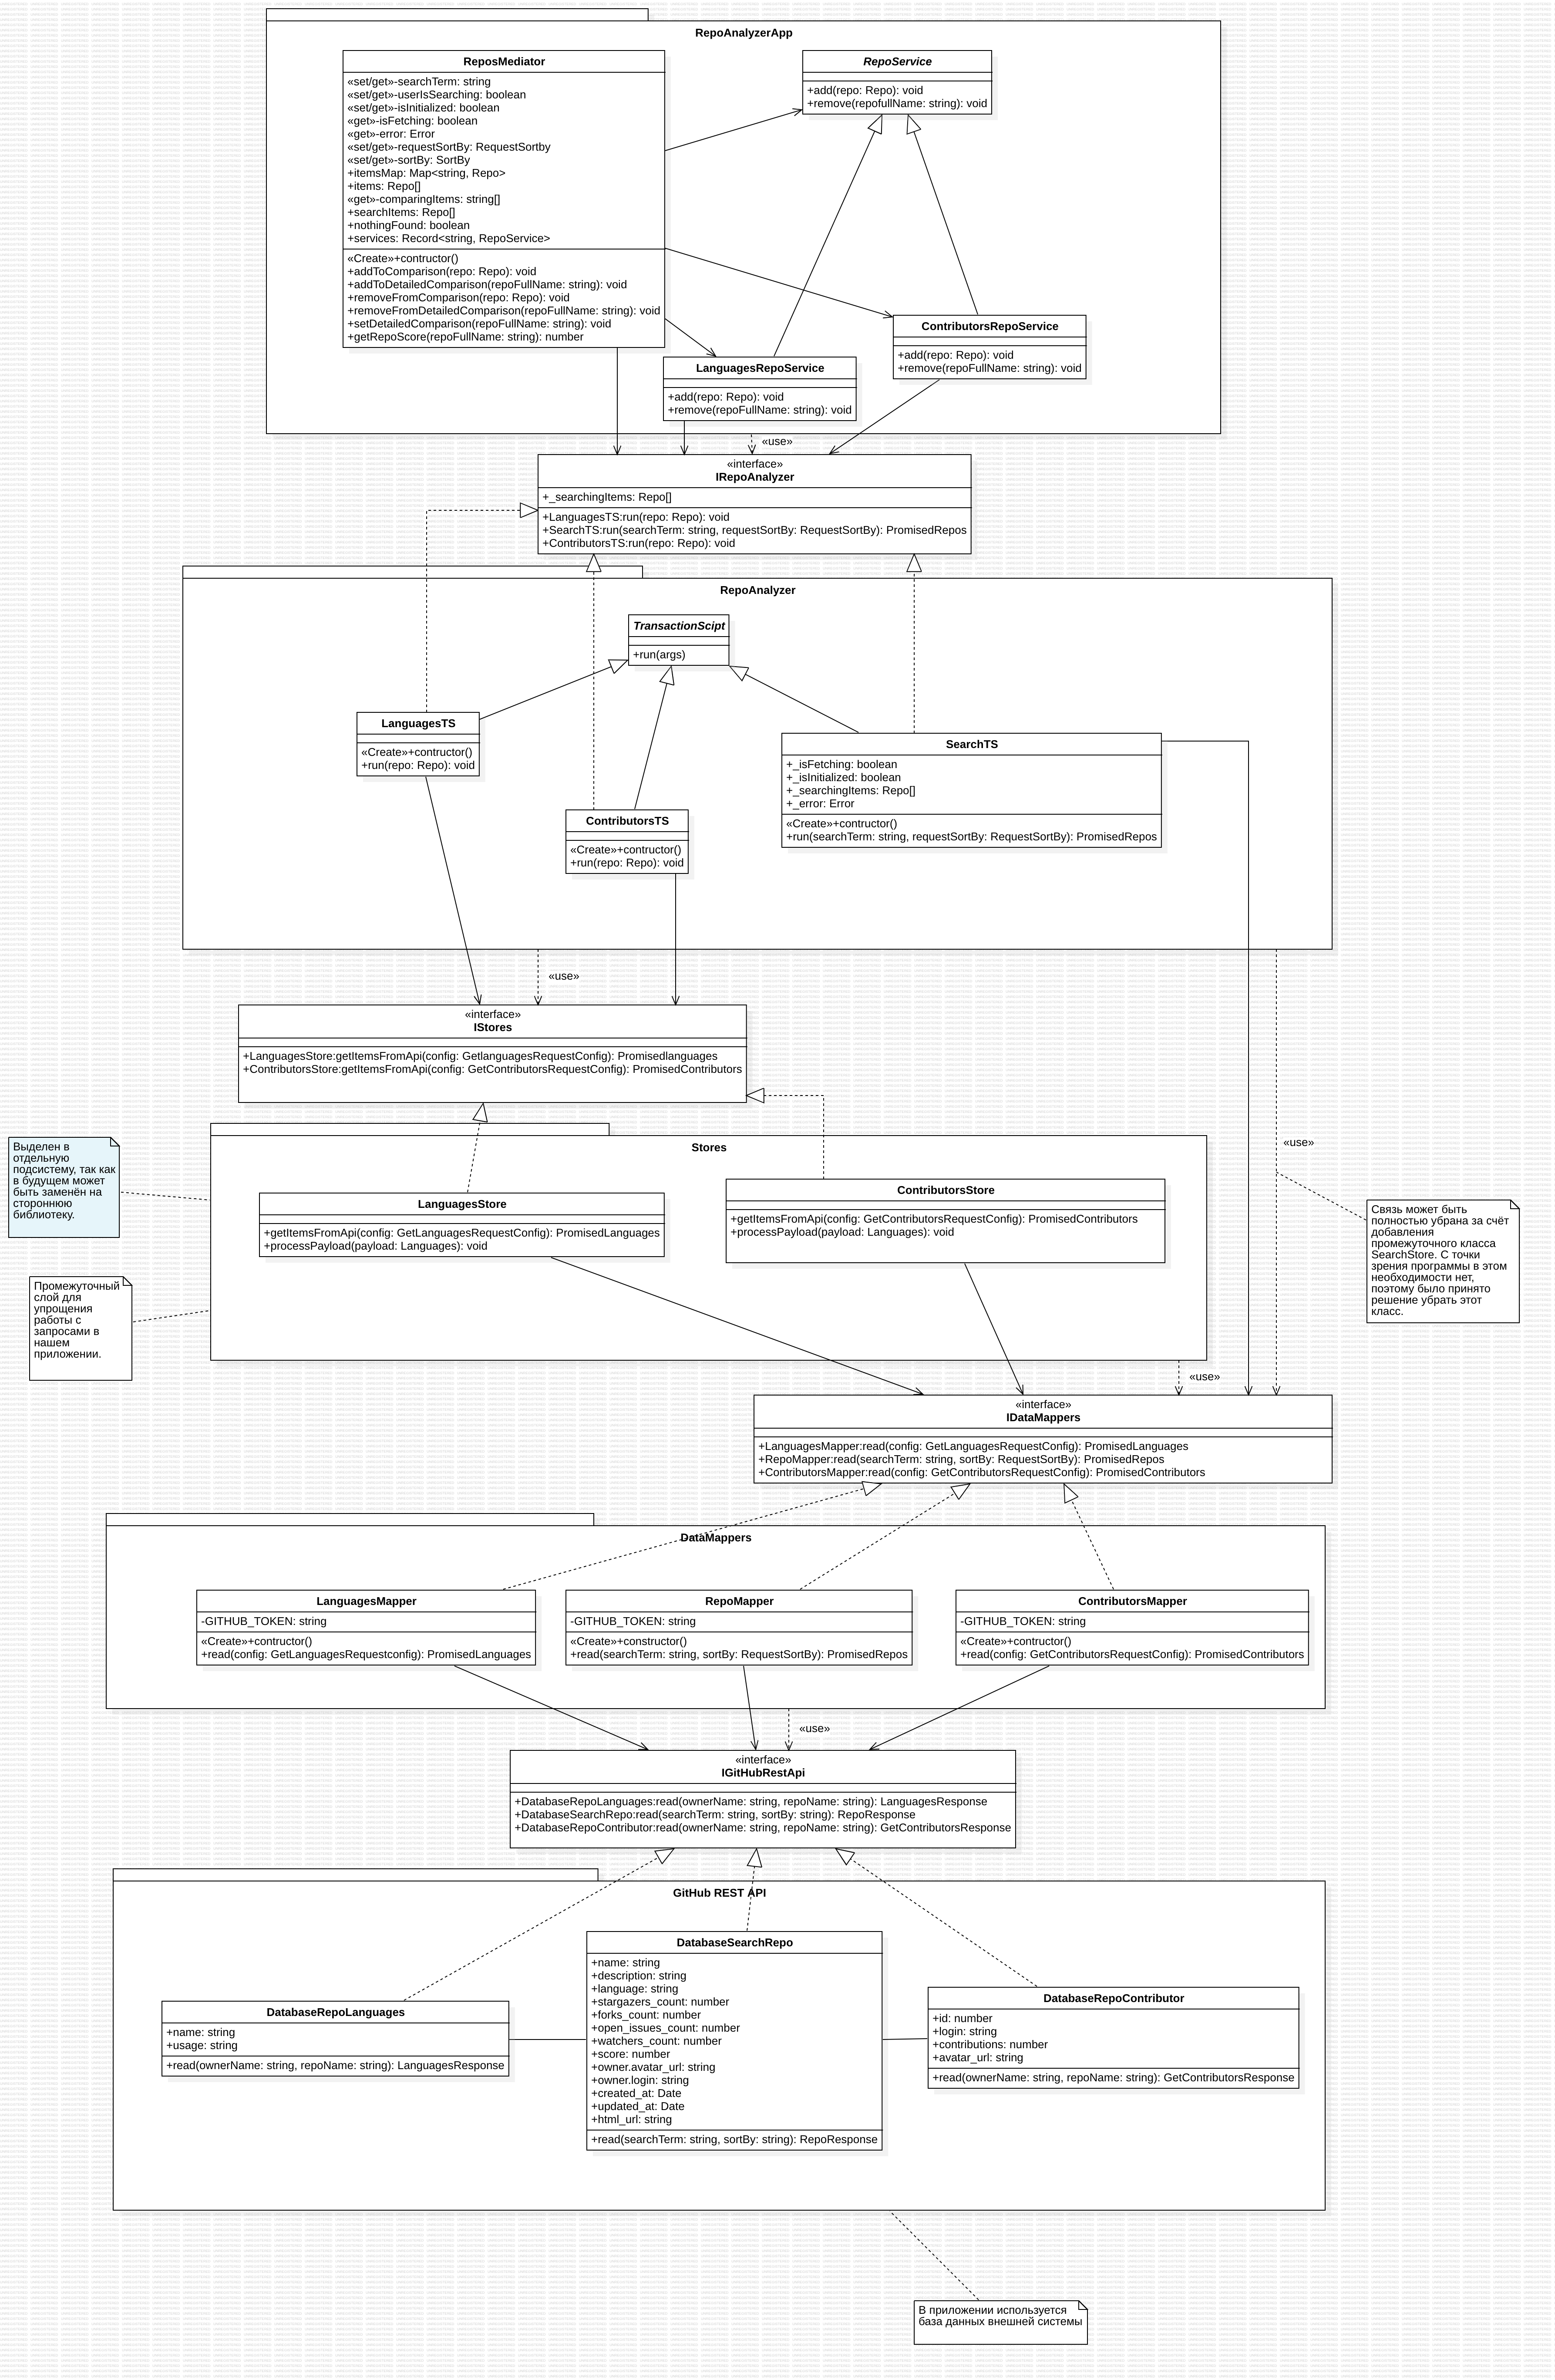 RepoAnalyzerApp
ReposMediator
«set/get»-searchTerm: string
«set/get»-userIsSearching: boolean
«set/get»-isInitialized: boolean
«get»-isFetching: boolean
«get»-error: Error
«set/get»-requestSortBy: RequestSortby
«set/get»-sortBy: SortBy
+itemsMap: Map<string, Repo>
+items: Repo[]
«get»-comparingItems: string[]
+searchItems: Repo[]
+nothingFound: boolean
+services: Record<string, RepoService>
«Create»+contructor()
+addToComparison(repo: Repo): void
+addToDetailedComparison(repoFullName: string): void
+removeFromComparison(repo: Repo): void
+removeFromDetailedComparison(repoFullName: string): void
+setDetailedComparison(repoFullName: string): void
+getRepoScore(repoFullName: string): number
RepoService
+add(repo: Repo): void
+remove(repofullName: string): void
ContributorsRepoService
+add(repo: Repo): void
+remove(repoFullName: string): void
LanguagesRepoService
+add(repo: Repo): void
+remove(repoFullName: string): void
«use»
«interface»
IRepoAnalyzer
+_searchingItems: Repo[]
+LanguagesTS:run(repo: Repo): void
+SearchTS:run(searchTerm: string, requestSortBy: RequestSortBy): PromisedRepos
+ContributorsTS:run(repo: Repo): void
RepoAnalyzer
TransactionScipt
+run(args)
LanguagesTS
«Create»+contructor()
+run(repo: Repo): void
SearchTS
+_isFetching: boolean
+_isInitialized: boolean
+_searchingItems: Repo[]
+_error: Error
«Create»+contructor()
+run(searchTerm: string, requestSortBy: RequestSortBy): PromisedRepos
ContributorsTS
«Create»+contructor()
+run(repo: Repo): void
«use»
«interface»
IStores
+LanguagesStore:getItemsFromApi(config: GetlanguagesRequestConfig): Promisedlanguages
+ContributorsStore:getItemsFromApi(config: GetContributorsRequestConfig): PromisedContributors
Выделен в
отдельную
подсистему, так как
в будущем может
быть заменён на
стороннюю
библиотеку.
«use»
Stores
LanguagesStore
+getItemsFromApi(config: GetLanguagesRequestConfig): PromisedLanguages
+processPayload(payload: Languages): void
ContributorsStore
+getItemsFromApi(config: GetContributorsRequestConfig): PromisedContributors
+processPayload(payload: Languages): void
Связь может быть
полностью убрана за счёт
добавления
промежуточного класса
SearchStore. С точки
зрения программы в этом
необходимости нет,
поэтому было принято
решение убрать этот
класс.
Промежуточный
слой для
упрощения
работы с
запросами в
нашем
приложении.
«use»
«interface»
IDataMappers
+LanguagesMapper:read(config: GetLanguagesRequestConfig): PromisedLanguages
+RepoMapper:read(searchTerm: string, sortBy: RequestSortBy): PromisedRepos
+ContributorsMapper:read(config: GetContributorsRequestConfig): PromisedContributors
DataMappers
LanguagesMapper
-GITHUB_TOKEN: string
«Create»+contructor()
+read(config: GetLanguagesRequestconfig): PromisedLanguages
RepoMapper
-GITHUB_TOKEN: string
«Create»+constructor()
+read(searchTerm: string, sortBy: RequestSortBy): PromisedRepos
ContributorsMapper
-GITHUB_TOKEN: string
«Create»+contructor()
+read(config: GetContributorsRequestConfig): PromisedContributors
«use»
«interface»
IGitHubRestApi
+DatabaseRepoLanguages:read(ownerName: string, repoName: string): LanguagesResponse
+DatabaseSearchRepo:read(searchTerm: string, sortBy: string): RepoResponse
+DatabaseRepoContributor:read(ownerName: string, repoName: string): GetContributorsResponse
GitHub REST API
DatabaseRepoLanguages
+name: string
+usage: string
+read(ownerName: string, repoName: string): LanguagesResponse
DatabaseSearchRepo
+name: string
+description: string
+language: string
+stargazers_count: number
+forks_count: number
+open_issues_count: number
+watchers_count: number
+score: number
+owner.avatar_url: string
+owner.login: string
+created_at: Date
+updated_at: Date
+html_url: string
+read(searchTerm: string, sortBy: string): RepoResponse
DatabaseRepoContributor
+id: number
+login: string
+contributions: number
+avatar_url: string
+read(ownerName: string, repoName: string): GetContributorsResponse
В приложении используется
база данных внешней системы